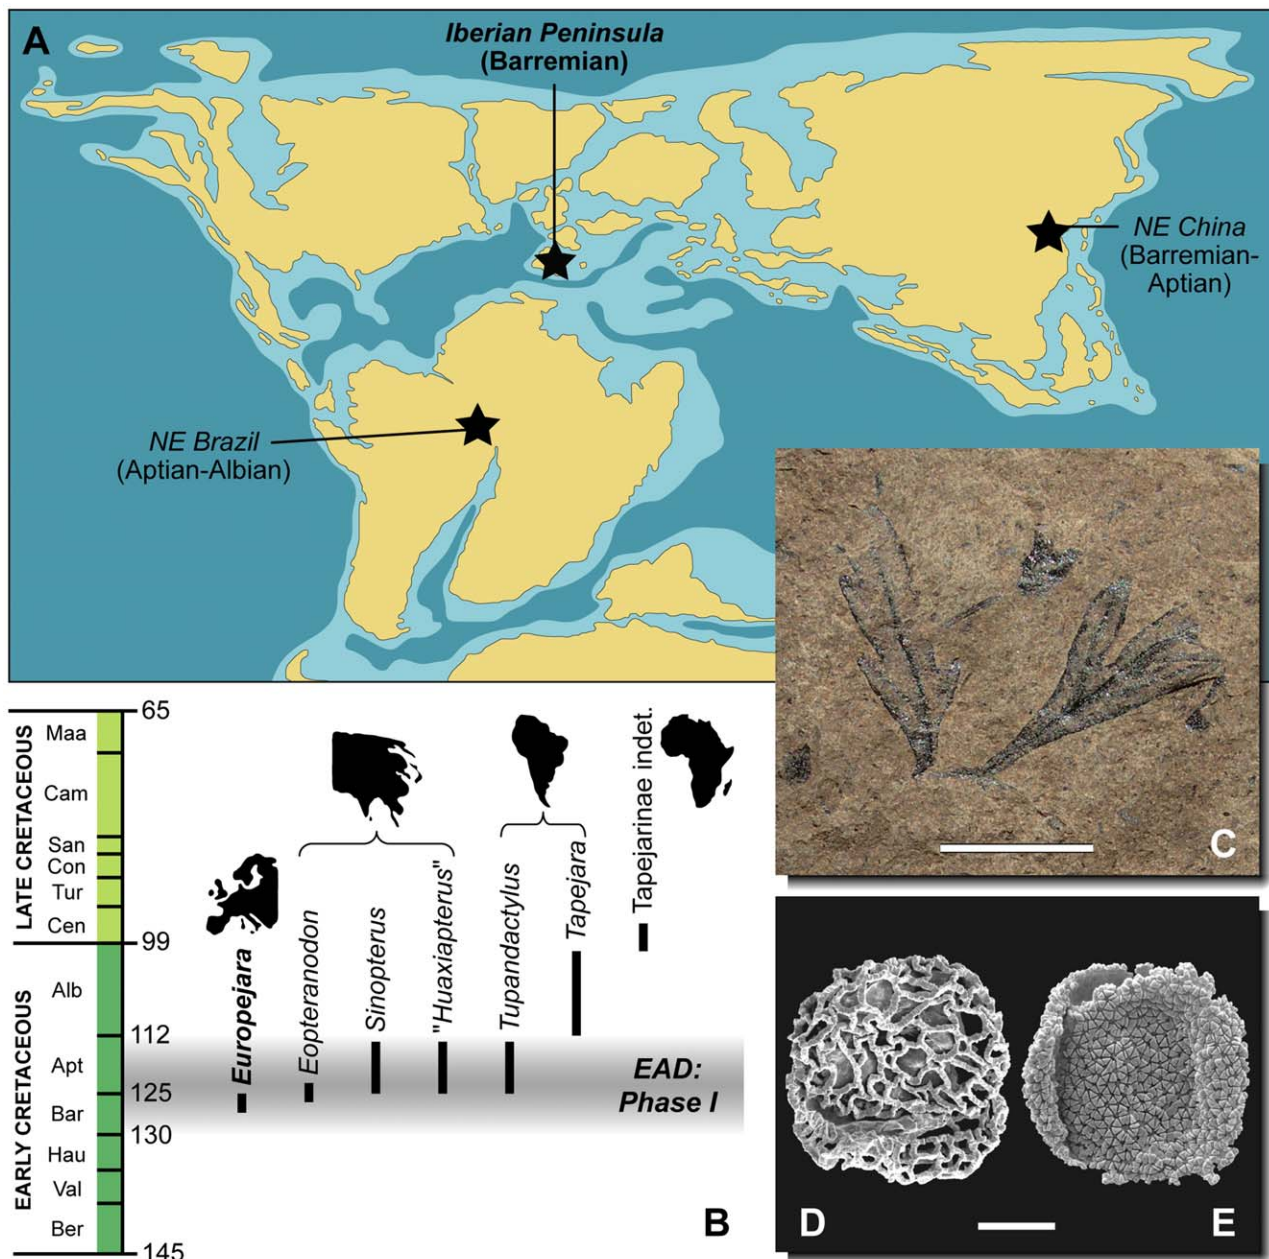 A
Iberian Peninsula
(Barremian)
NE China
(Barremian-
Aptian)
NE Brazil
(Aptian-Albian)
C
65
LATE CRETACEOUS
Maa
Cam
San
Con
Tur
Cen
99
EARLY CRETACEOUS
Alb
112
Apt
125
Bar
130
Hau
Val
Ber
145
Europejara
Eopteranodon
Sinopterus
"Huaxiapterus"
Tupandactylus
Tapejara
Tapejarinae indet.
EAD:
Phase I
B
D
E